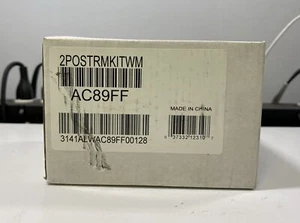 2POSTRMKITWM
AC89FF
MADE IN CHINA
3141ALWAC89FF00128